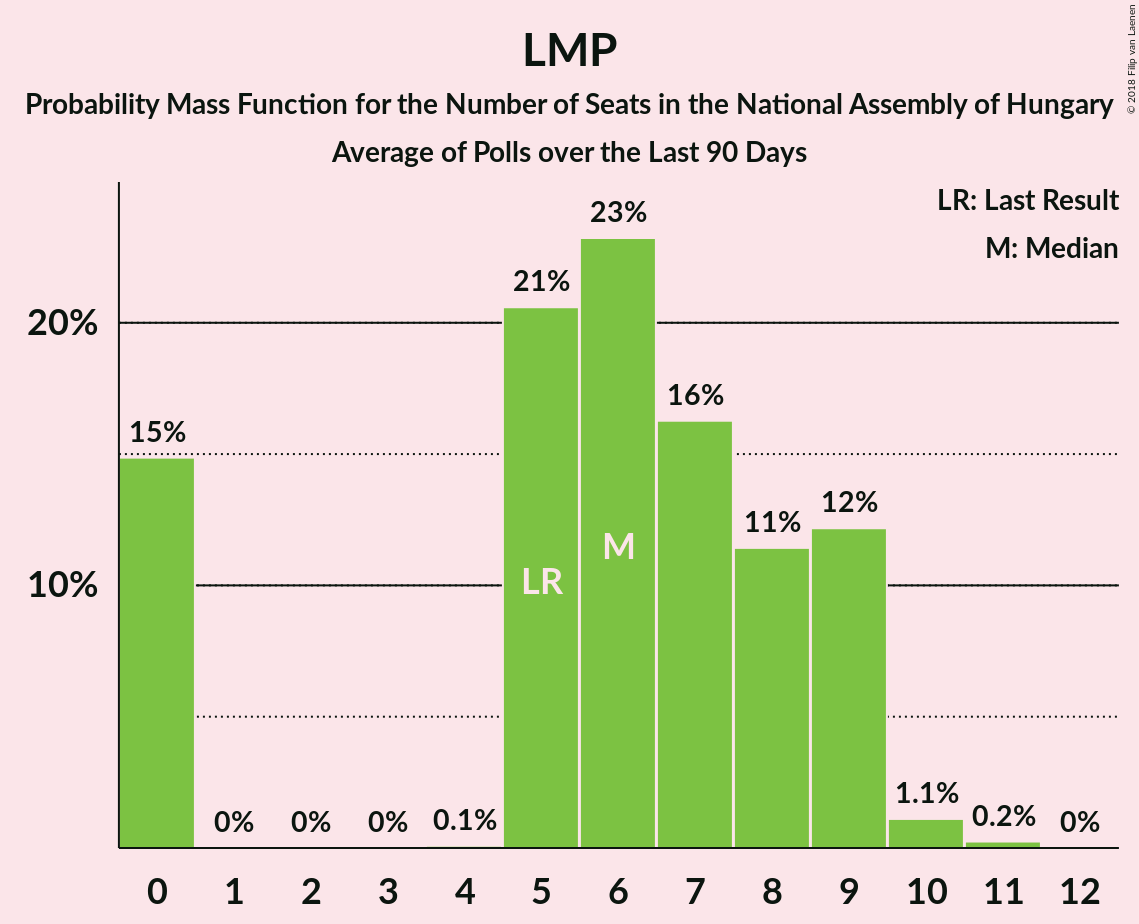 LMP
Probability Mass Function for the Number of Seats in the National Assembly of Hungary
Average of Polls over the Last 90 Days
© 2018 Filip van Laenen
LR: Last Result
M: Median
20%
10%
15%
0%
0%
0%
0.1%
21%
23%
16%
11%
12%
1.1%
0.2%
0%
LR
M
0 1 2 3 4 5 6 7 8 9 10 11 12